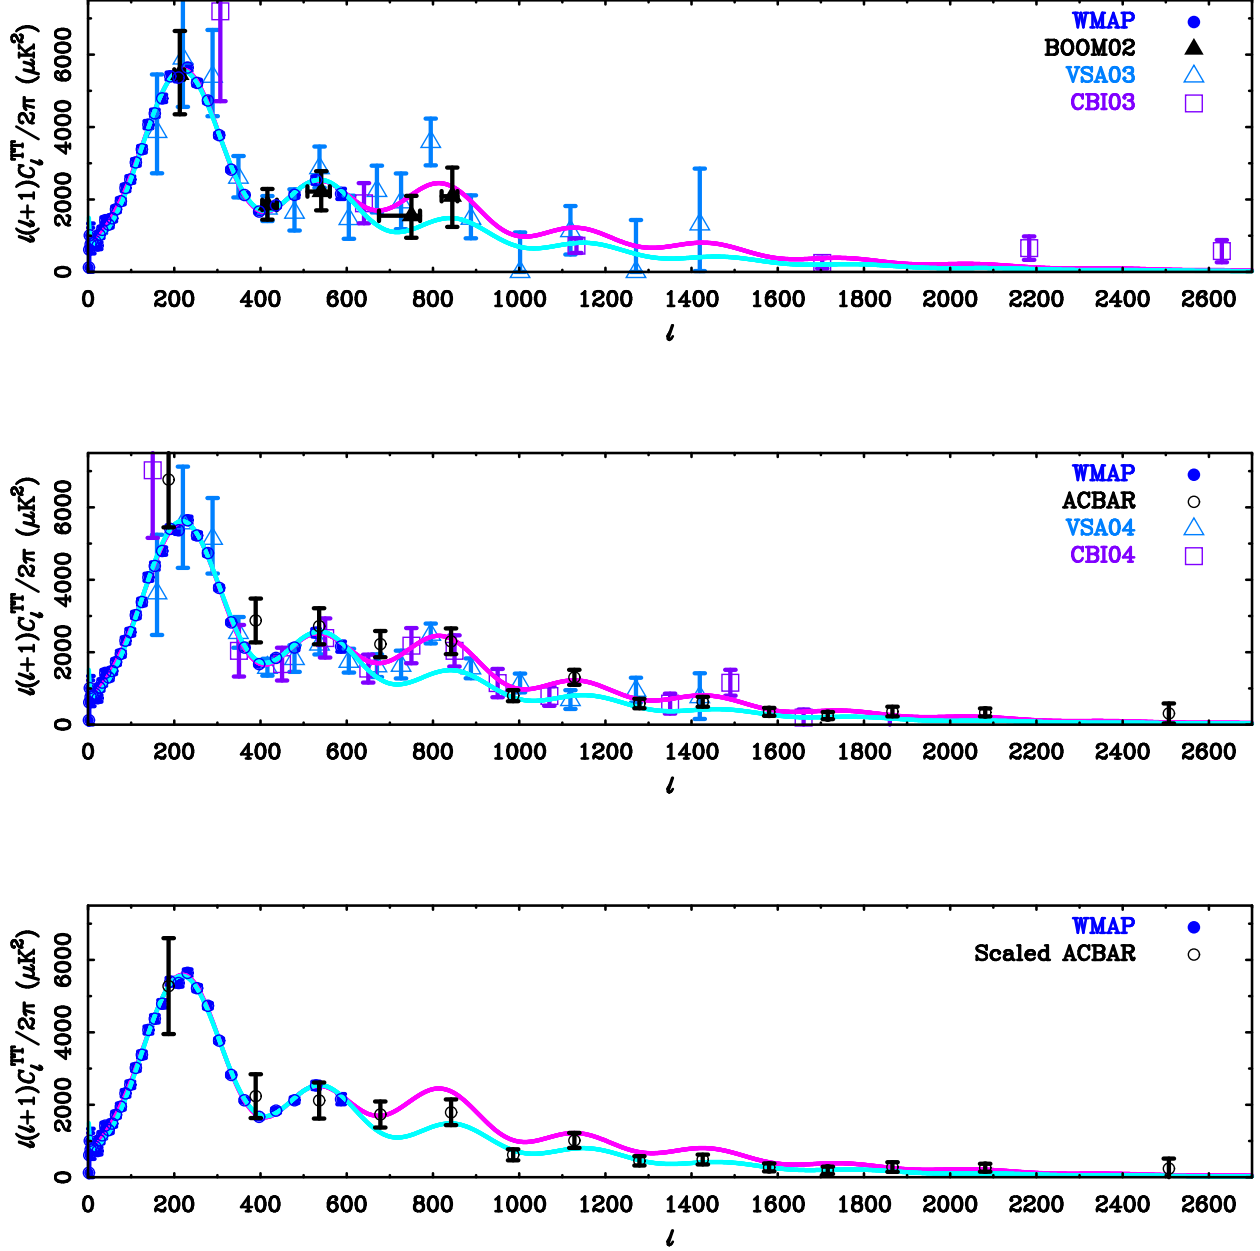 ℓ(ℓ+1)C_ℓ^TT/2π (μK²)
6000
4000
2000
0
WMAP
BOOM02
VSA03
CBI03
0 200 400 600 800 1000 1200 1400 1600 1800 2000 2200 2400 2600
ℓ
ℓ(ℓ+1)C_ℓ^TT/2π (μK²)
6000
4000
2000
0
WMAP
ACBAR
VSA04
CBI04
0 200 400 600 800 1000 1200 1400 1600 1800 2000 2200 2400 2600
ℓ
ℓ(ℓ+1)C_ℓ^TT/2π (μK²)
6000
4000
2000
0
WMAP
Scaled ACBAR
0 200 400 600 800 1000 1200 1400 1600 1800 2000 2200 2400 2600
ℓ